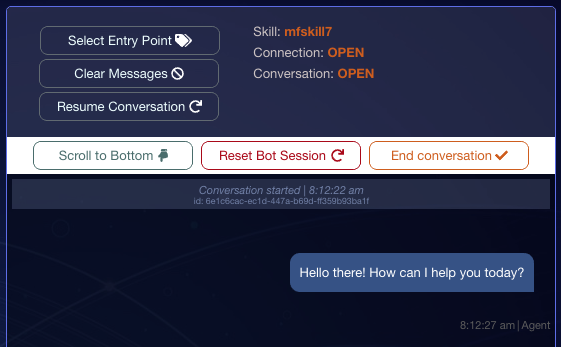 Select Entry Point
Clear Messages
Resume Conversation
Skill: mfskill7
Connection: OPEN
Conversation: OPEN
Scroll to Bottom
Reset Bot Session
End conversation
Conversation started | 8:12:22 am
id: 6e1c6cac-ec1d-447a-b69d-ff359b93ba1f
Hello there! How can I help you today?
8:12:27 am | Agent